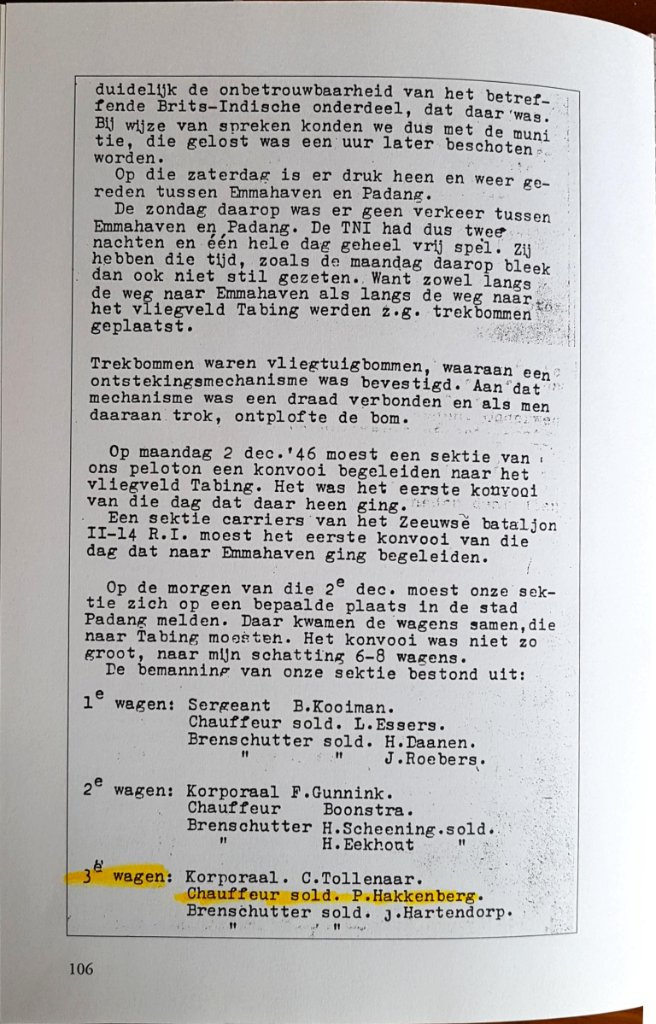 duidelijk de onbetrouwbaarheid van het betref-
fende Brits-Indische onderdeel, dat daar was.
Bij wijze van spreken konden we dus met de muni
tie, die gelost was een uur later beschoten
worden.
Op die zaterdag is er druk heen en weer ge-
reden tussen Emmahaven en Padang.
De zondag daarop was er geen verkeer tussen
Emmahaven en Padang. De TNI had dus twee
nachten en één hele dag geheel vrij spel. Zij
hebben die tijd, zoals de maandag daarop bleek
dan ook niet stil gezeten. Want zowel langs
de weg naar Emmahaven als langs de weg naar
het vliegveld Tabing werden z.g. trekbommen
geplaatst.
Trekbommen waren vliegtuigbommen, waaraan een
ontstekingsmechanisme was bevestigd. Aan dat
mechanisme was een draad verbonden en als men
daaraan trok, ontplofte de bom.
Op maandag 2 dec.'46 moest een sektie van
ons peloton een konvooi begeleiden naar het
vliegveld Tabing. Het was het eerste konvooi
van die dag dat daar heen ging.
Een sektie carriers van het Zeeuwse bataljon
II-14 R.I. moest het eerste konvooi van die
dag dat naar Emmahaven ging begeleiden.
Op de morgen van die 2e dec. moest onze sek-
tie zich op een bepaalde plaats in de stad
Padang melden. Daar kwamen de wagens samen,die
naar Tabing moesten. Het konvooi was niet zo
groot, naar mijn schatting 6-8 wagens.
De bemanning van onze sektie bestond uit:
1e wagen: Sergeant B.Kooiman.
Chauffeur sold. L.Essers.
Brenschutter sold. H.Daanen.
" " J.Roebers.
2e wagen: Korporaal F.Gunnink.
Chauffeur Boonstra.
Brenschutter H.Scheening.sold.
" H.Eekhout "
3e wagen: Korporaal. C.Tollenaar.
Chauffeur sold. P.Hakkenberg.
Brenschutter sold. J.Hartendorp.
" "
106